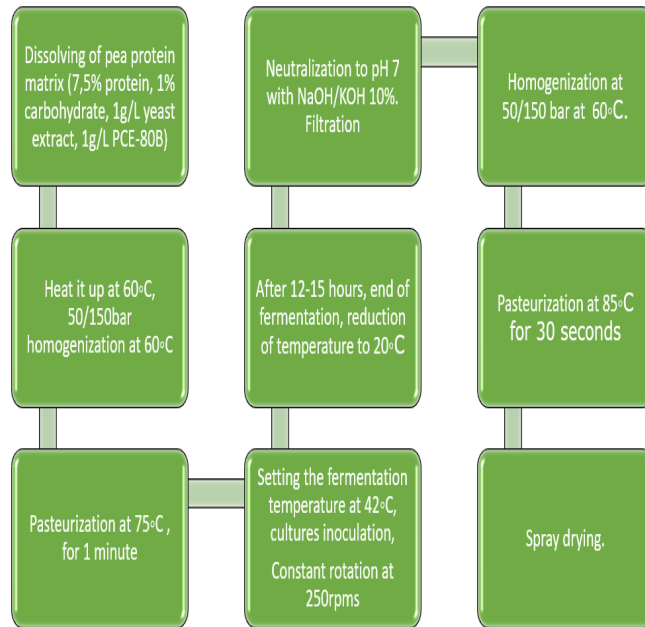 Dissolving of pea protein
matrix (7,5% protein, 1%
carbohydrate, 1g/L yeast
extract, 1g/L PCE-80B)
Heat it up at 60◦C,
50/150bar
homogenization at 60◦C
Pasteurization at 75◦C ,
for 1 minute
Setting the fermentation
temperature at 42◦C,
cultures inoculation,
Constant rotation at
250rpms
After 12-15 hours, end of
fermentation, reduction
of temperature to 20◦C
Neutralization to pH 7
with NaOH/KOH 10%.
Filtration
Homogenization at
50/150 bar at 60◦C.
Pasteurization at 85◦C
for 30 seconds
Spray drying.